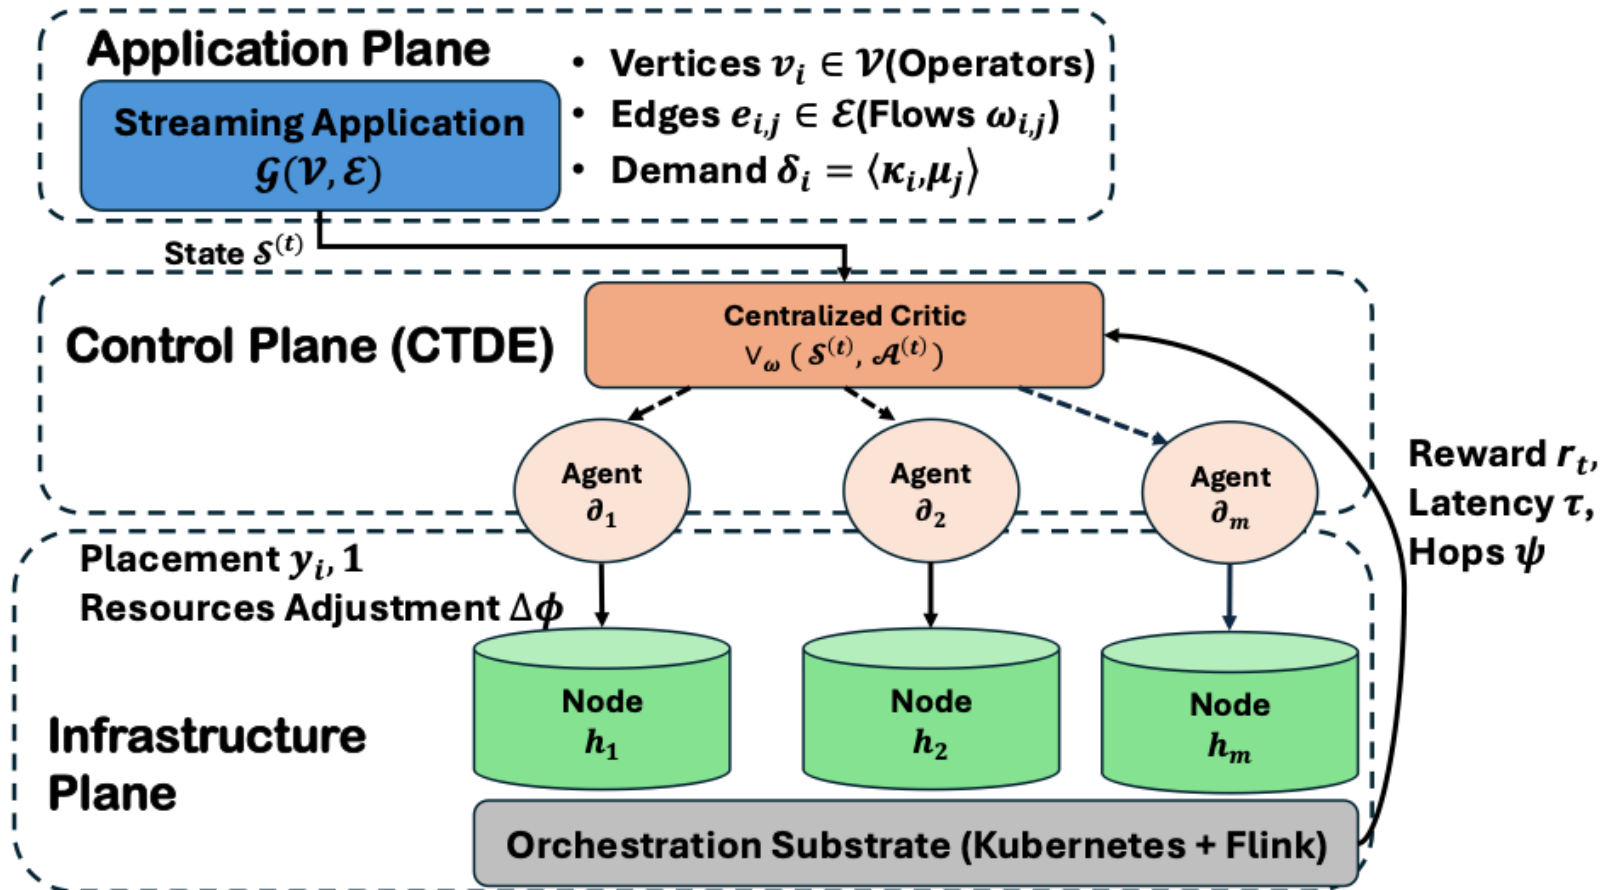 Application Plane
Streaming Application
𝒢(𝒱, ℰ)
• Vertices 𝑣ᵢ ∈ 𝒱(Operators)
• Edges 𝑒ᵢ,ⱼ ∈ ℰ(Flows ωᵢ,ⱼ)
• Demand δᵢ = ⟨κᵢ,μⱼ⟩
State 𝒮⁽ᵗ⁾
Control Plane (CTDE)
Centralized Critic
V_ω ( 𝒮⁽ᵗ⁾, 𝒜⁽ᵗ⁾ )
Agent
∂₁
Agent
∂₂
Agent
∂ₘ
Reward rₜ,
Latency τ,
Hops ψ
Placement yᵢ, 1
Resources Adjustment Δϕ
Infrastructure
Plane
Node
h₁
Node
h₂
Node
hₘ
Orchestration Substrate (Kubernetes + Flink)